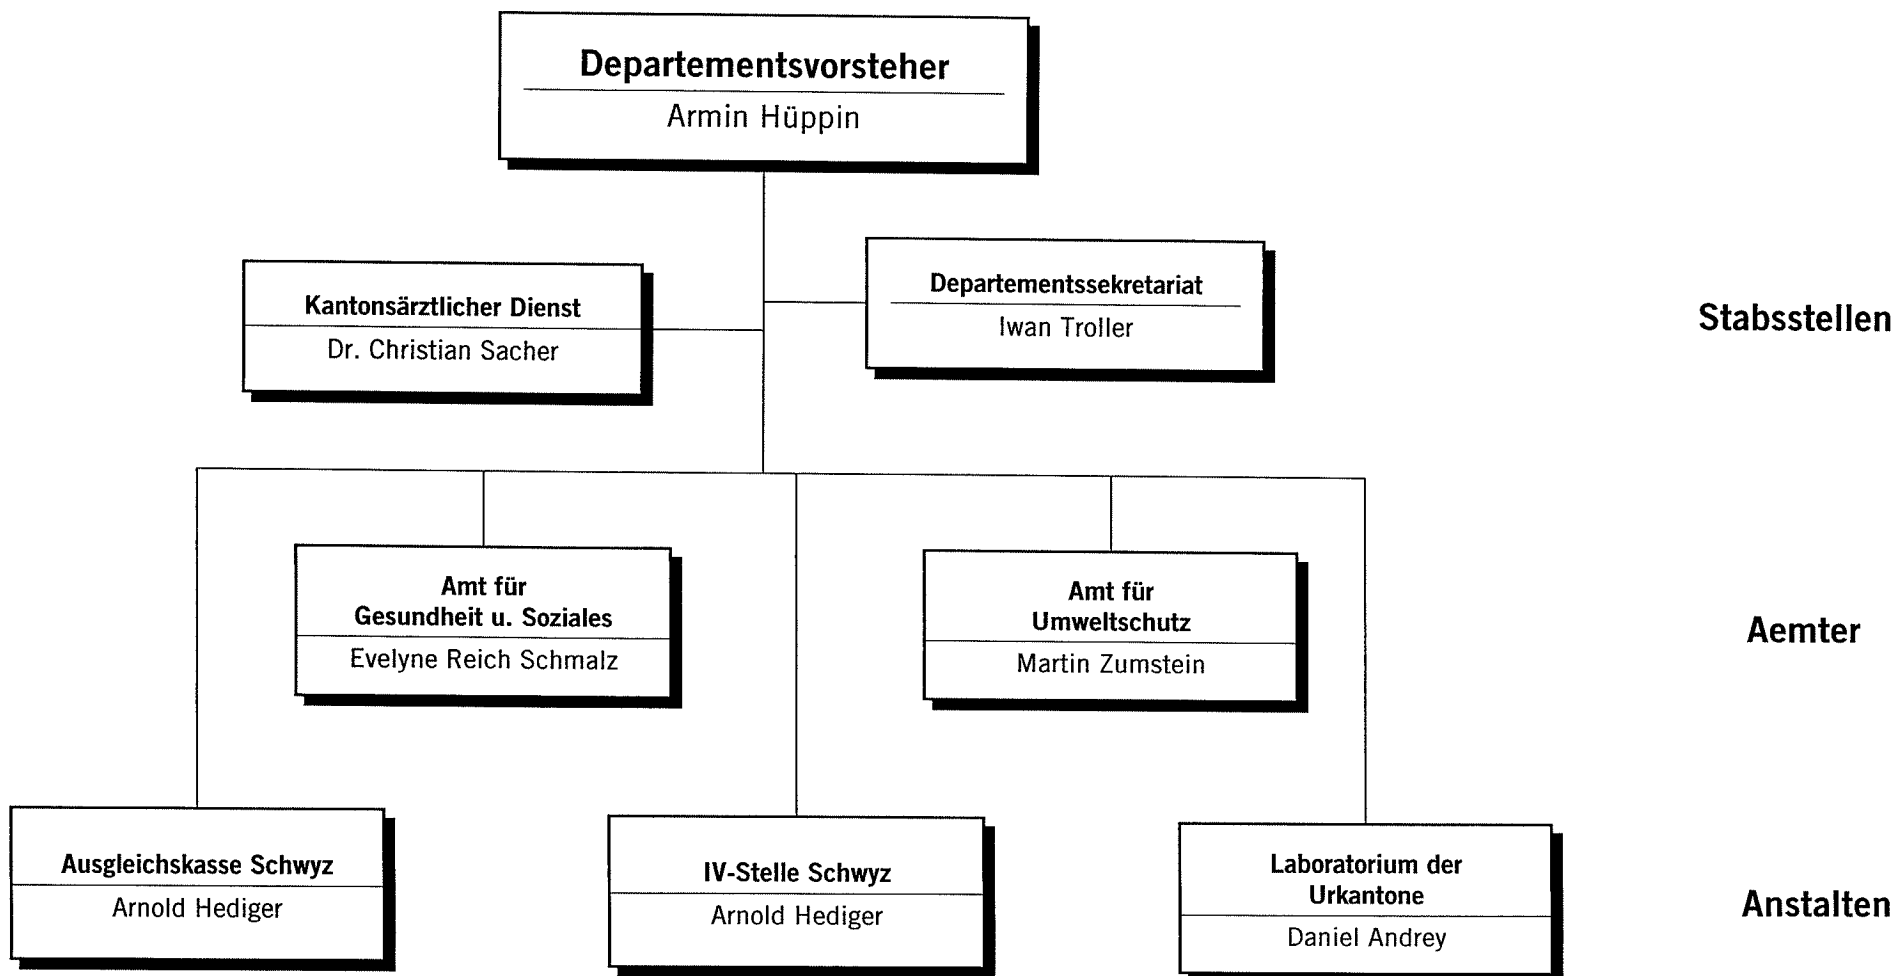 Departementsvorsteher
Armin Hüppin
Kantonsärztlicher Dienst
Dr. Christian Sacher
Departementssekretariat
Iwan Troller
Stabsstellen
Amt für
Gesundheit u. Soziales
Evelyne Reich Schmalz
Amt für
Umweltschutz
Martin Zumstein
Aemter
Ausgleichskasse Schwyz
Arnold Hediger
IV-Stelle Schwyz
Arnold Hediger
Laboratorium der
Urkantone
Daniel Andrey
Anstalten